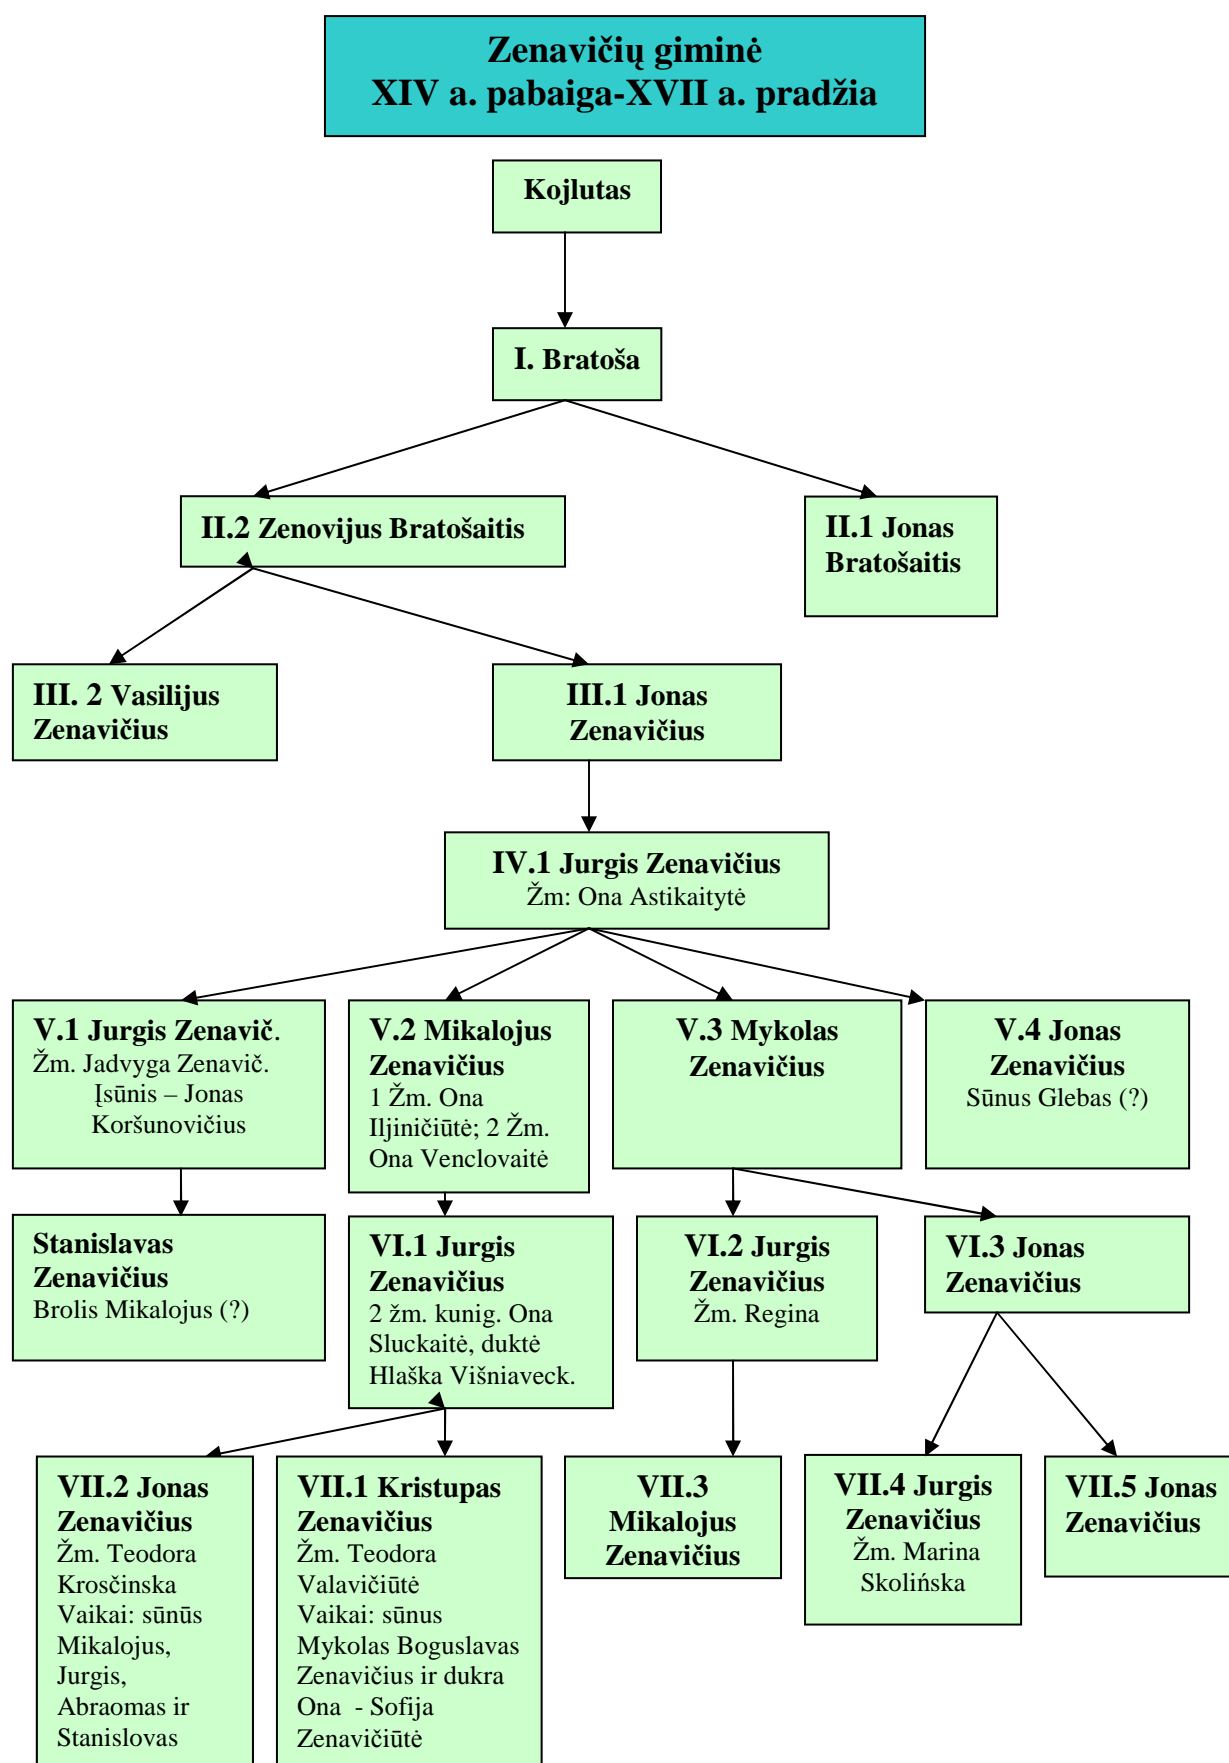 Zenavičių giminė
XIV a. pabaiga-XVII a. pradžia
Kojlutas
I. Bratoša
II.2 Zenovijus Bratošaitis
II.1 Jonas
Bratošaitis
III. 2 Vasilijus
Zenavičius
III.1 Jonas
Zenavičius
IV.1 Jurgis Zenavičius
Žm: Ona Astikaitytė
V.1 Jurgis Zenavič.
Žm. Jadvyga Zenavič.
Įsūnis – Jonas
Koršunovičius
V.2 Mikalojus
Zenavičius
1 Žm. Ona
Iljiničiūtė; 2 Žm.
Ona Venclovaitė
V.3 Mykolas
Zenavičius
V.4 Jonas
Zenavičius
Sūnus Glebas (?)
Stanislavas
Zenavičius
Brolis Mikalojus (?)
VI.1 Jurgis
Zenavičius
2 žm. kunig. Ona
Sluckaitė, duktė
Hlaška Višniaveck.
VI.2 Jurgis
Zenavičius
Žm. Regina
VI.3 Jonas
Zenavičius
VII.2 Jonas
Zenavičius
Žm. Teodora
Krosčinska
Vaikai: sūnūs
Mikalojus,
Jurgis,
Abraomas ir
Stanislovas
VII.1 Kristupas
Zenavičius
Žm. Teodora
Valavičiūtė
Vaikai: sūnus
Mykolas Boguslavas
Zenavičius ir dukra
Ona - Sofija
Zenavičiūtė
VII.3
Mikalojus
Zenavičius
VII.4 Jurgis
Zenavičius
Žm. Marina
Skolińska
VII.5 Jonas
Zenavičius